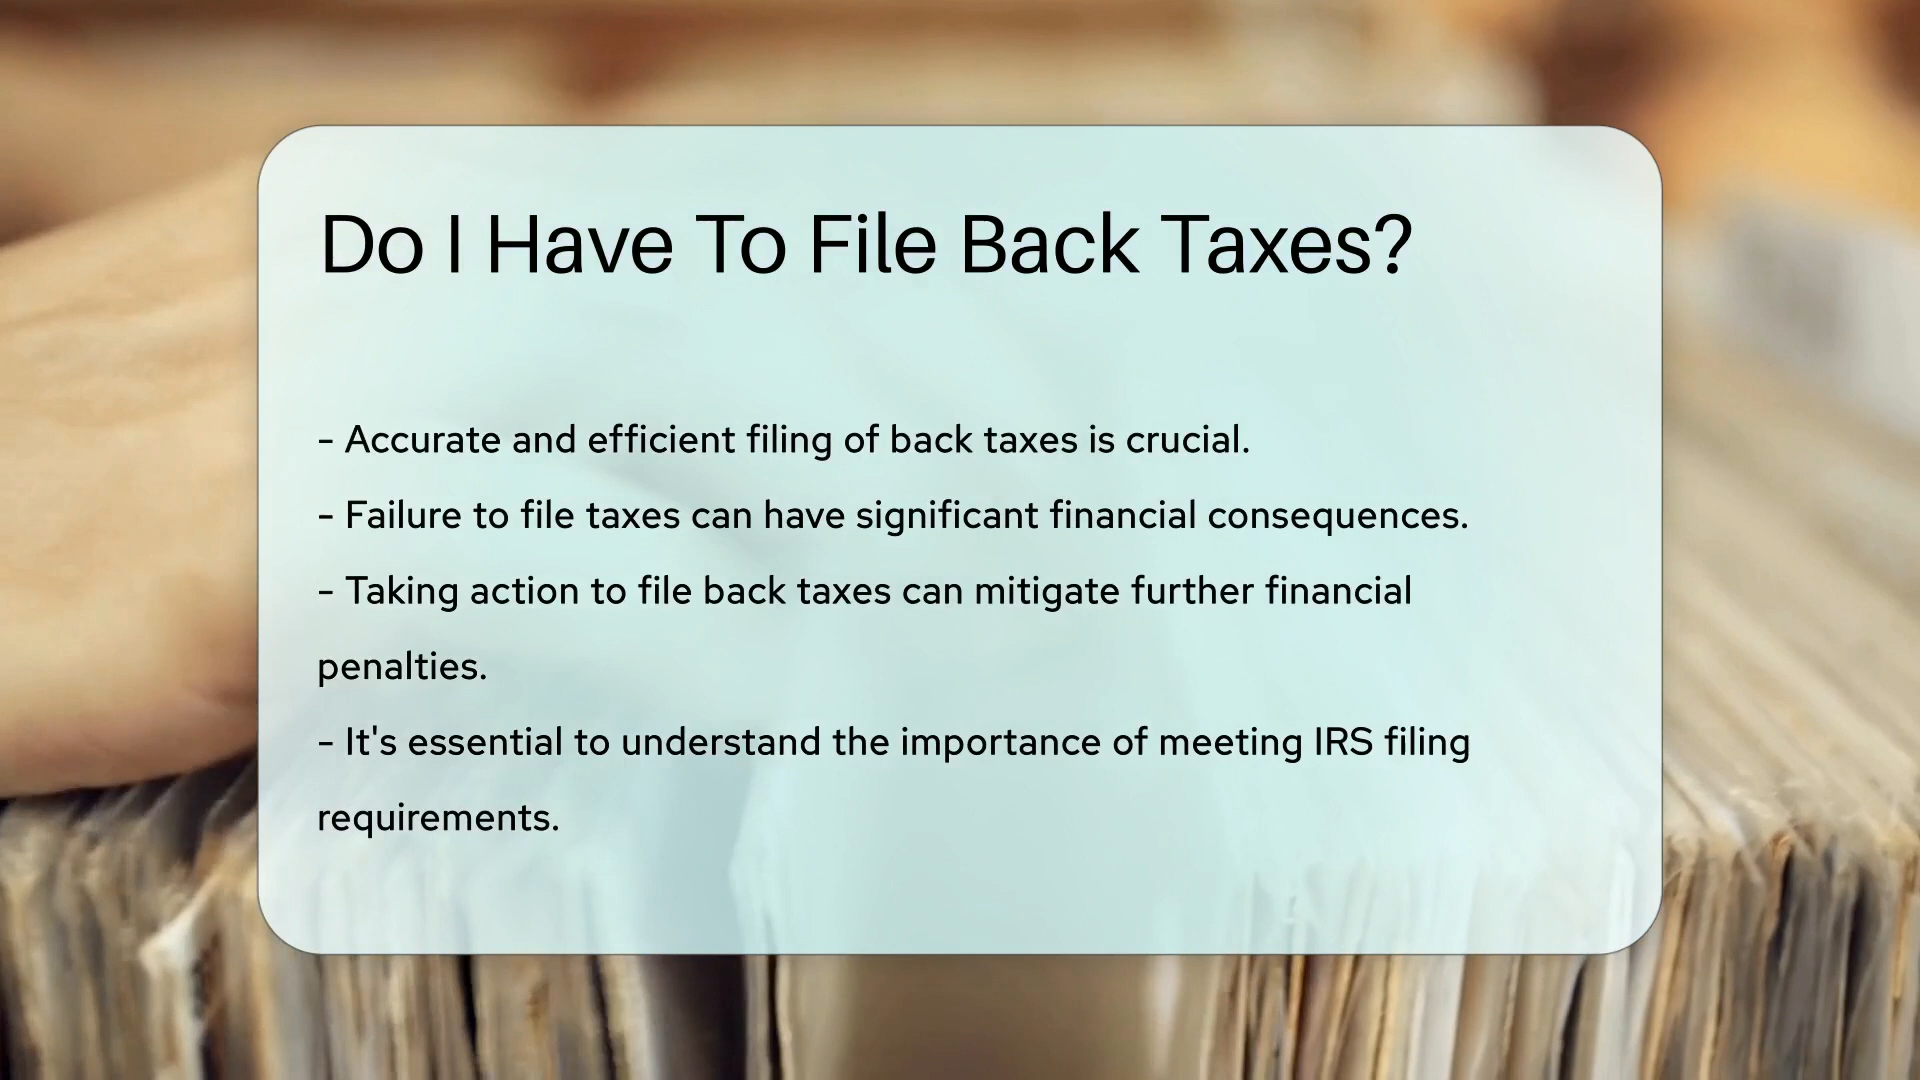 Do I Have To File Back Taxes?
- Accurate and efficient filing of back taxes is crucial.
- Failure to file taxes can have significant financial consequences.
- Taking action to file back taxes can mitigate further financial
penalties.
- It's essential to understand the importance of meeting IRS filing
requirements.